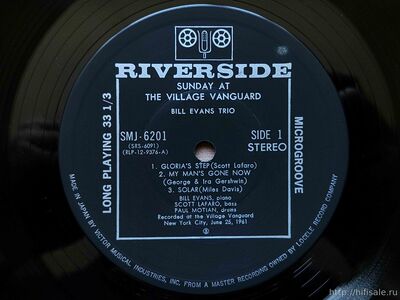 RIVERSIDE
SUNDAY AT
THE VILLAGE VANGUARD
BILL EVANS TRIO
LONG PLAYING 33 1/3
MICROGROOVE
SMJ-6201
SIDE 1
(SRS-6091)
STEREO
(RLP-12-9376-A)
1. GLORIA'S STEP (Scott Lafaro)
2. MY MAN'S GONE NOW
(George & Ira Gershwin)
3. SOLAR (Miles Davis)
BILL EVANS, piano
SCOTT LAFARO, bass
PAUL MOTIAN, drums
Recorded at the Village Vanguard
New York City, June 25, 1961
MADE IN JAPAN BY VICTOR MUSICAL INDUSTRIES, INC. FROM A MASTER RECORDING OWNED BY LOCELE RECORD COMPANY
http://hifisale.ru